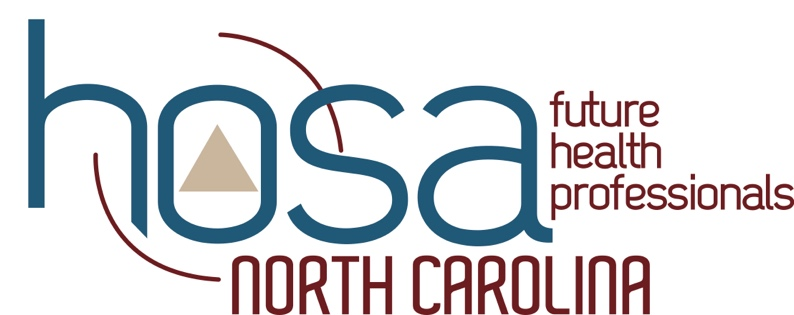 hosa
future
health
professionals
NORTH CAROLINA